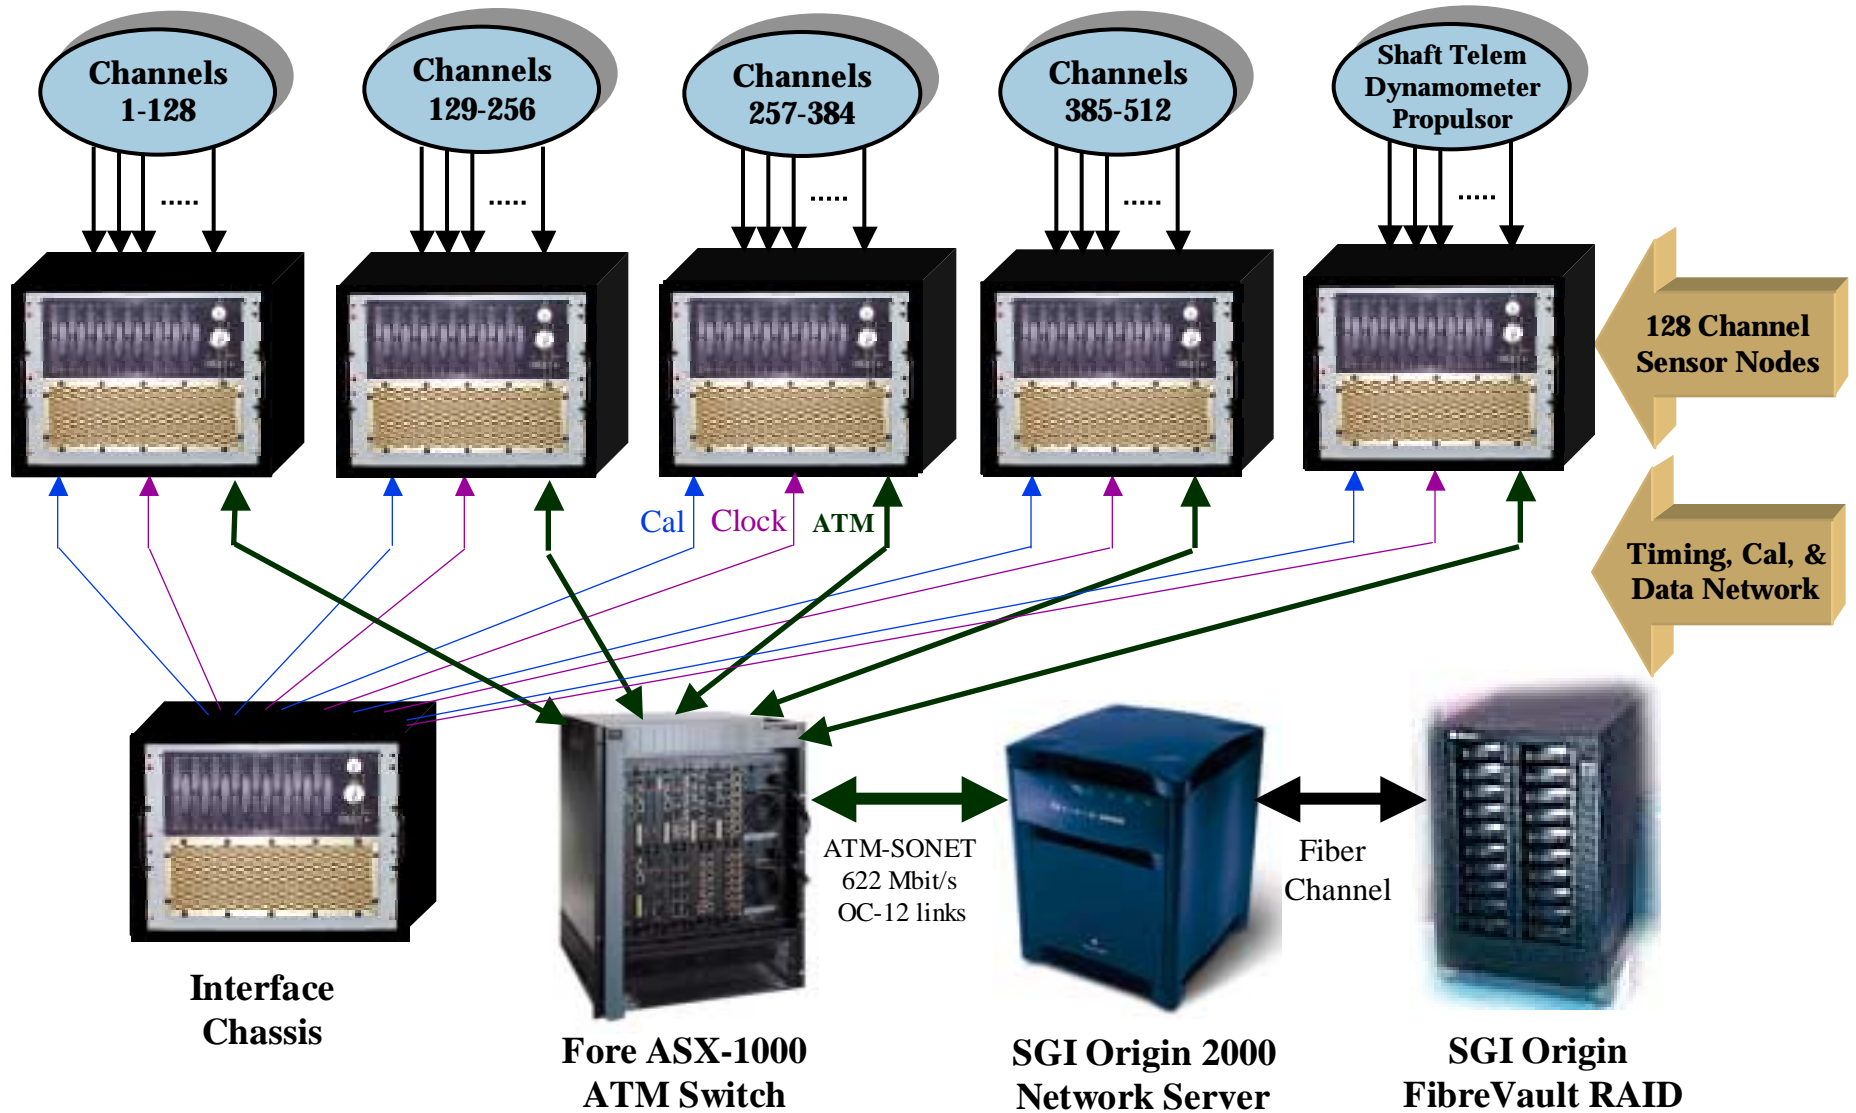 Channels
1-128
Channels
129-256
Channels
257-384
Channels
385-512
Shaft Telem
Dynamometer
Propulsor
.....
.....
.....
.....
.....
128 Channel
Sensor Nodes
Cal
Clock
ATM
Timing, Cal, &
Data Network
ATM-SONET
622 Mbit/s
OC-12 links
Fiber
Channel
Interface
Chassis
Fore ASX-1000
ATM Switch
SGI Origin 2000
Network Server
SGI Origin
FibreVault RAID